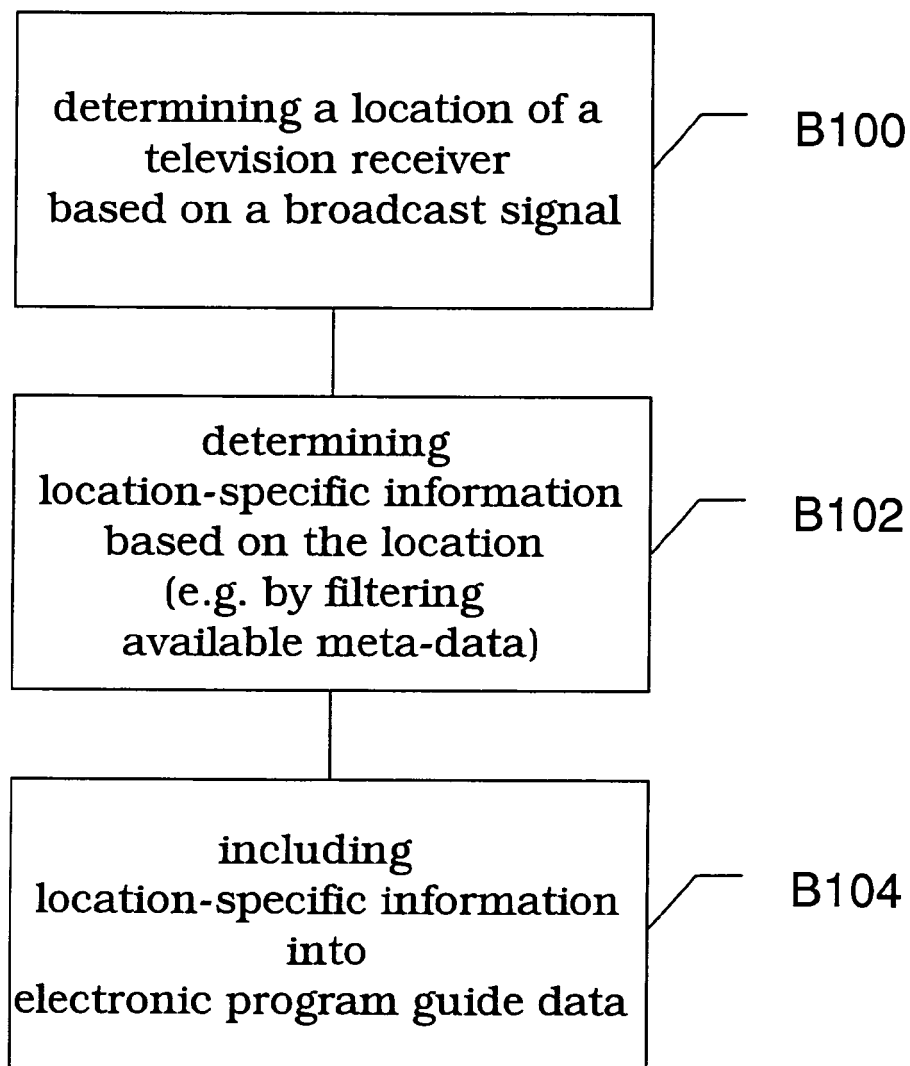 determining a location of a
television receiver
based on a broadcast signal
B100
determining
location-specific information
based on the location
(e.g. by filtering
available meta-data)
B102
including
location-specific information
into
electronic program guide data
B104